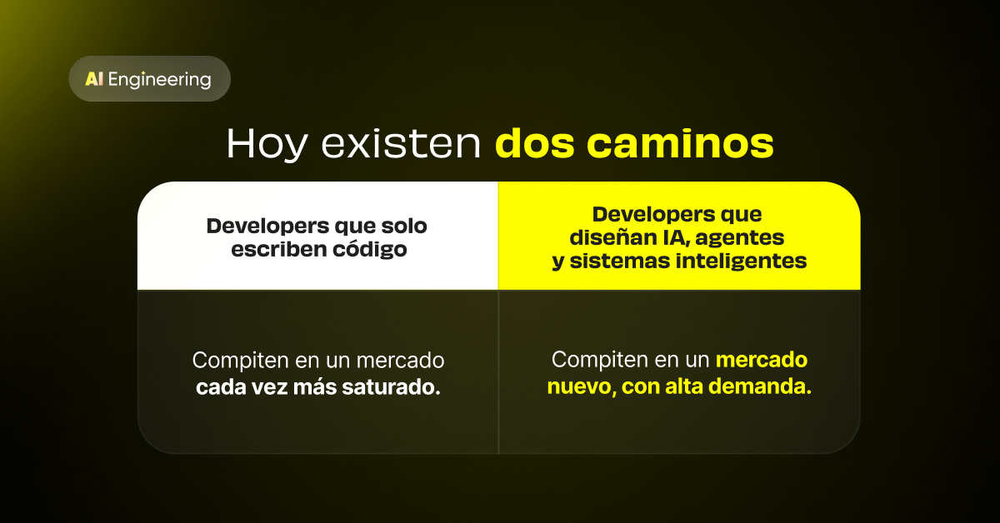 AI Engineering
Hoy existen dos caminos
Developers que solo
escriben código
Developers que
diseñan IA, agentes
y sistemas inteligentes
Compiten en un mercado
cada vez más saturado.
Compiten en un mercado
nuevo, con alta demanda.